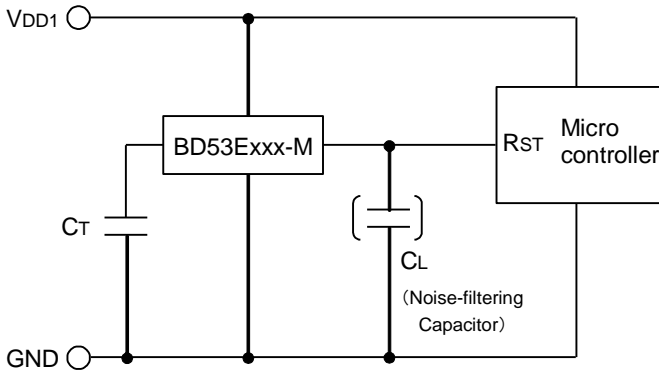 VDD1
BD53Exxx-M
RST
Micro
controller
CT
CL
（Noise-filtering
Capacitor）
GND